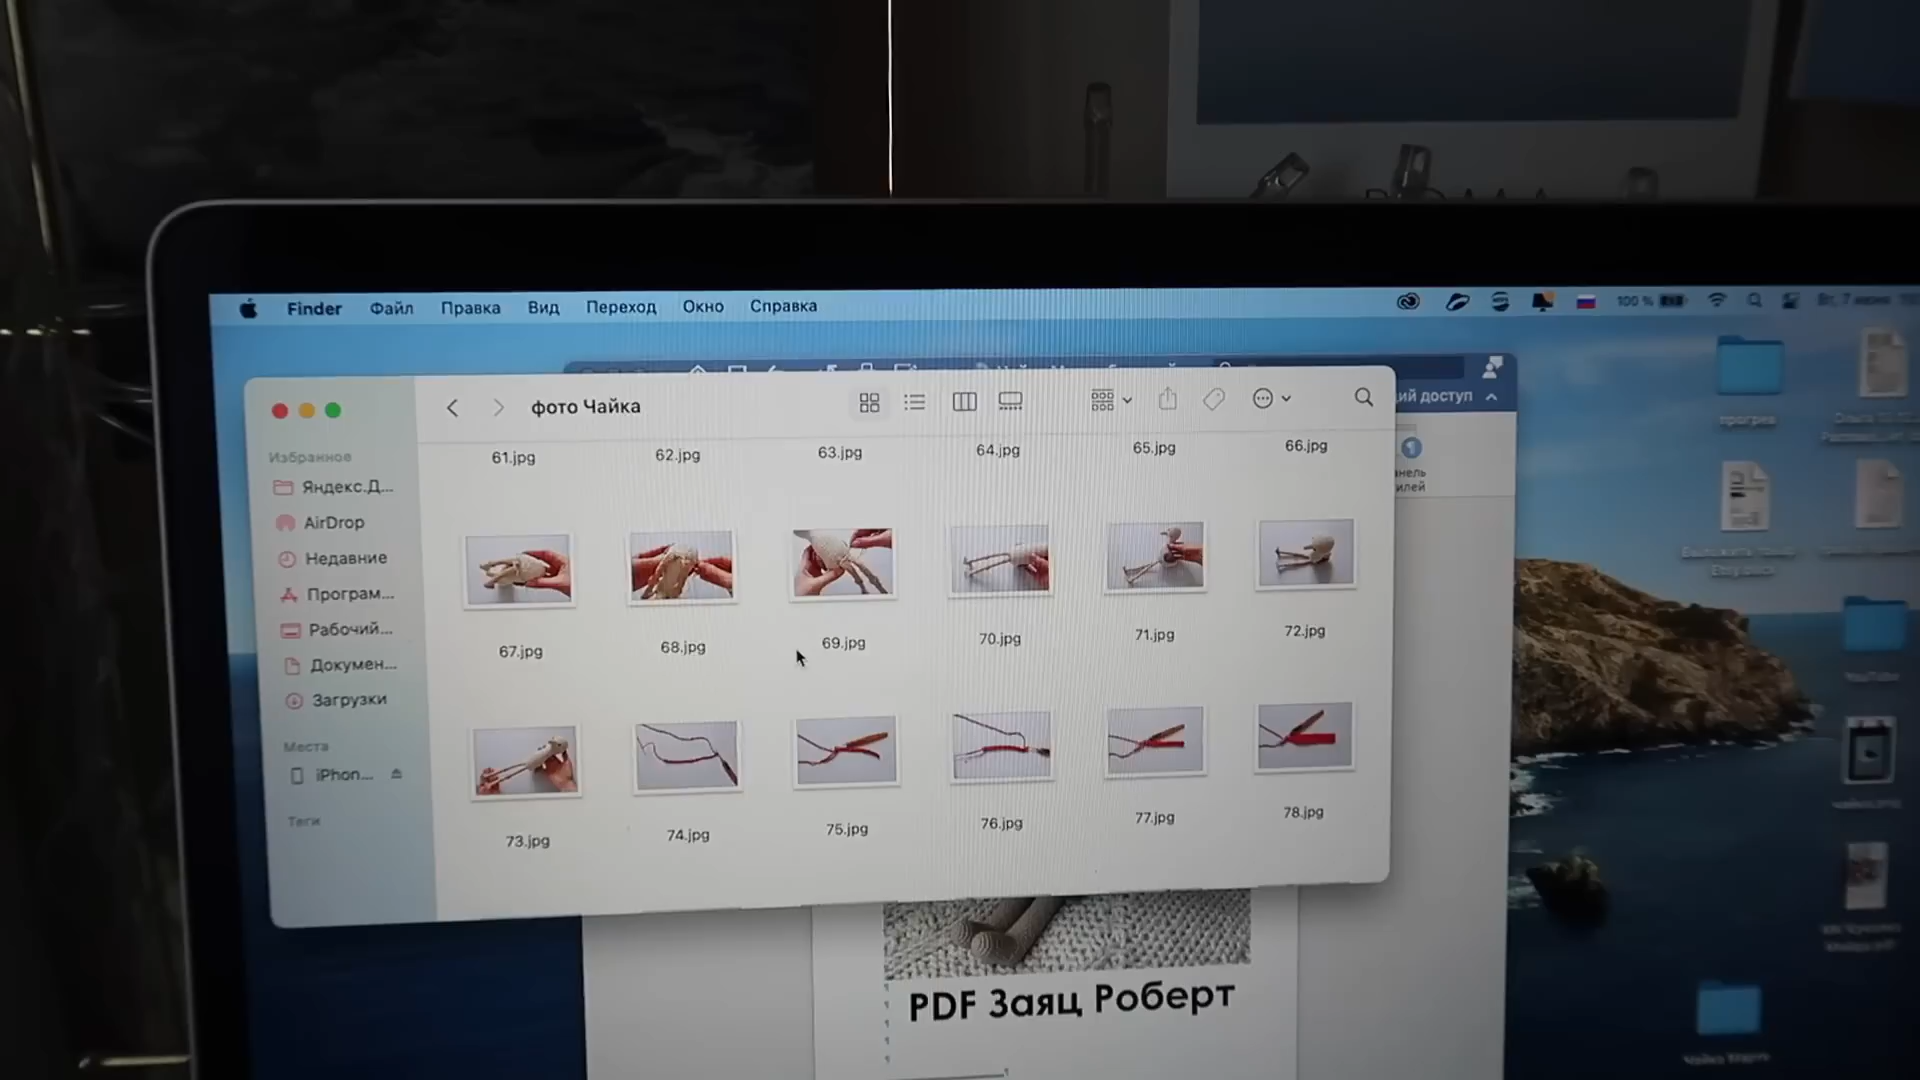 Finder Файл Правка Вид Переход Окно Справка
100 %
фото Чайка
доступ
Избранное
Яндекс.Д...
AirDrop
Недавние
Програм...
Рабочий...
Докумен...
Загрузки
Места
iPhon...
Теги
61.jpg 62.jpg 63.jpg 64.jpg 65.jpg 66.jpg
67.jpg 68.jpg 69.jpg 70.jpg 71.jpg 72.jpg
73.jpg 74.jpg 75.jpg 76.jpg 77.jpg 78.jpg
PDF Заяц Роберт
YouTube